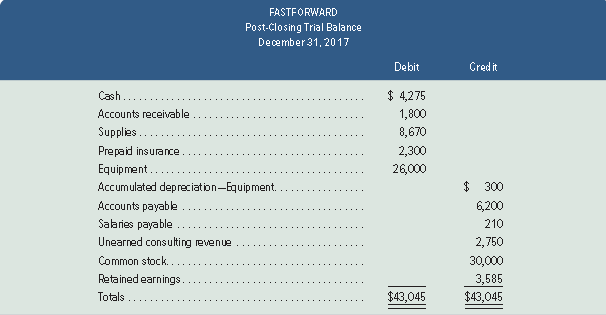 FASTFORWARD
Post-Closing Trial Balance
December 31, 2017
Debit Credit
Cash . . . . . . . . . . . . . . . . . . . . $ 4,275
Accounts receivable . . . . . . . . . . . . . . . . . . . . 1,800
Supplies . . . . . . . . . . . . . . . . . . . . 8,670
Prepaid insurance . . . . . . . . . . . . . . . . . . . . 2,300
Equipment . . . . . . . . . . . . . . . . . . . . 26,000
Accumulated depreciation—Equipment. . . . . . . . . . . . . . . . $ 300
Accounts payable . . . . . . . . . . . . . . . . . . . . 6,200
Salaries payable . . . . . . . . . . . . . . . . . . . . 210
Unearned consulting revenue . . . . . . . . . . . . . . . . . . . . 2,750
Common stock. . . . . . . . . . . . . . . . . . . . 30,000
Retained earnings . . . . . . . . . . . . . . . . . . . . 3,585
Totals . . . . . . . . . . . . . . . . . . . . $43,045 $43,045